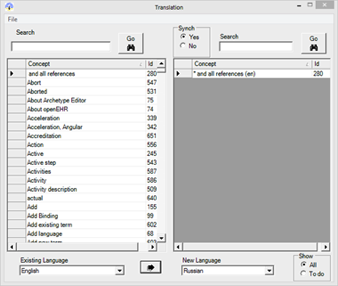 Translation
File
Search
Go
Synch
Yes
No
Search
Go
Concept Id
and all references 280
Abort 547
Aborted 531
About Archetype Editor 75
About openEHR 74
Acceleration 339
Acceleration, Angular 342
Accreditation 651
Action 556
Active 245
Active step 543
Activities 587
Activity 586
Activity description 509
actual 640
Add 155
Add Binding 99
Add existing term 602
Add language 68
Add new term
Concept Id
* and all references (en) 280
Existing Language
English
New Language
Russian
Show
All
To do